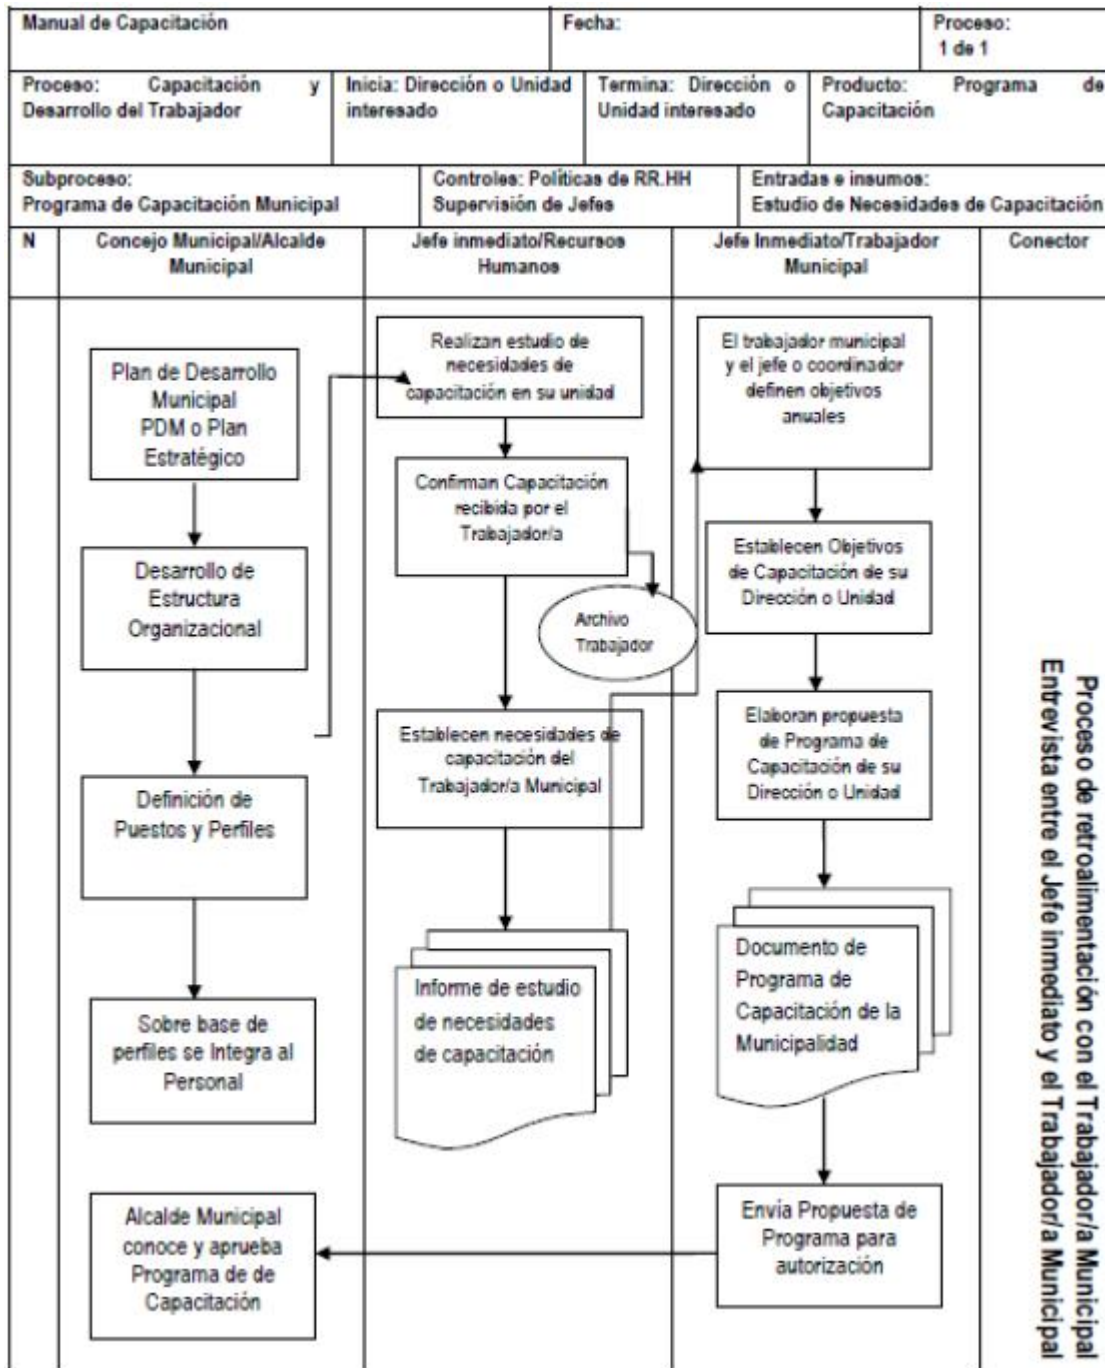 Manual de Capacitación
Fecha:
Proceso:
1 de 1
Proceso: Capacitación y
Desarrollo del Trabajador
Inicia: Dirección o Unidad
interesado
Termina: Dirección o
Unidad interesado
Producto: Programa de
Capacitación
Subproceso:
Programa de Capacitación Municipal
Controles: Políticas de RR.HH
Supervisión de Jefes
Entradas e insumos:
Estudio de Necesidades de Capacitación
N
Concejo Municipal/Alcalde
Municipal
Jefe inmediato/Recursos
Humanos
Jefe Inmediato/Trabajador
Municipal
Conector
Plan de Desarrollo
Municipal
PDM o Plan
Estratégico
Desarrollo de
Estructura
Organizacional
Definición de
Puestos y Perfiles
Sobre base de
perfiles se Integra al
Personal
Alcalde Municipal
conoce y aprueba
Programa de de
Capacitación
Realizan estudio de
necesidades de
capacitación en su unidad
Confirman Capacitación
recibida por el
Trabajador/a
Archivo
Trabajador
Establecen necesidades de
capacitación del
Trabajador/a Municipal
Informe de estudio
de necesidades
de capacitación
El trabajador municipal
y el jefe o coordinador
definen objetivos
anuales
Establecen Objetivos
de Capacitación de su
Dirección o Unidad
Elaboran propuesta
de Programa de
Capacitación de su
Dirección o Unidad
Documento de
Programa de
Capacitación de la
Municipalidad
Envía Propuesta de
Programa para
autorización
Proceso de retroalimentación con el Trabajador/a Municipal
Entrevista entre el Jefe inmediato y el Trabajador/a Municipal